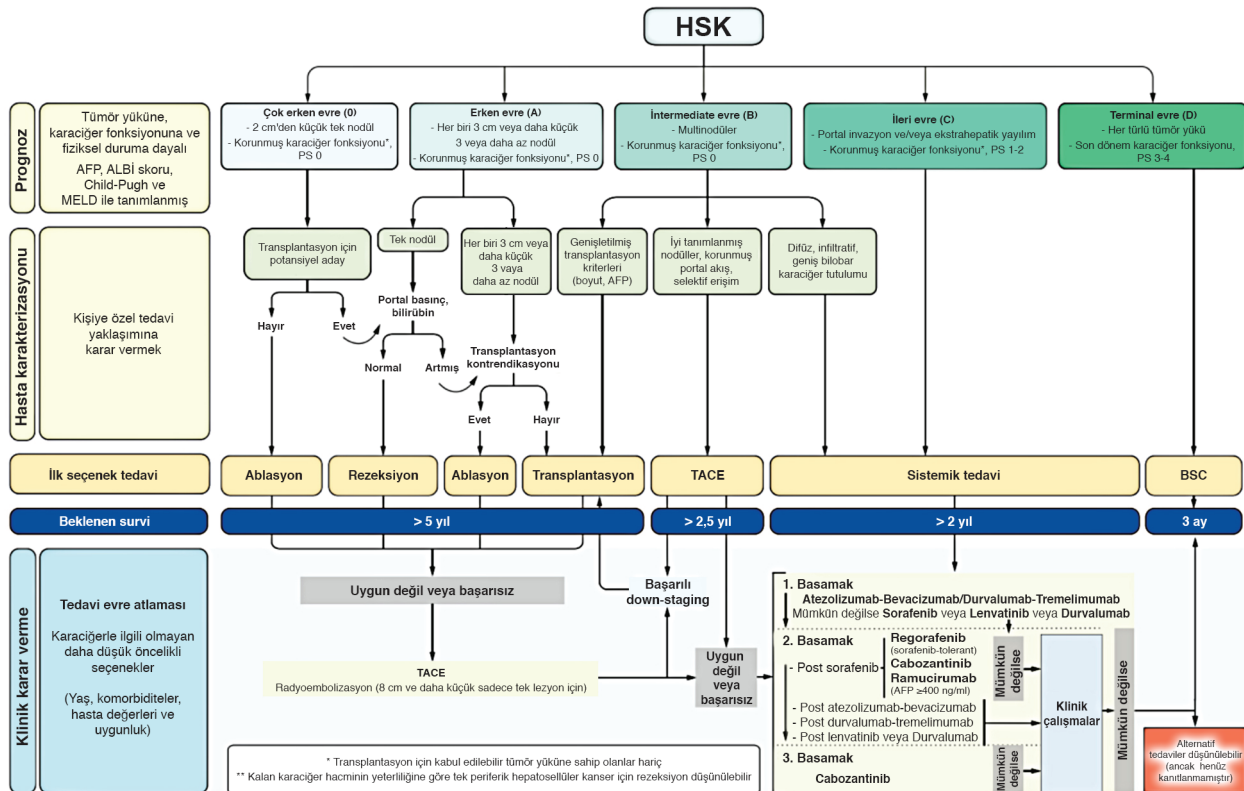 HSK
Prognoz
Tümör yüküne,
karaciğer fonksiyonuna ve
fiziksel duruma dayalı
AFP, ALBİ skoru,
Child-Pugh ve
MELD ile tanımlanmış
Çok erken evre (0)
- 2 cm'den küçük tek nodül
- Korunmuş karaciğer fonksiyonu*, PS 0
Erken evre (A)
- Her biri 3 cm veya daha küçük
3 veya daha az nodül
- Korunmuş karaciğer fonksiyonu*, PS 0
İntermediate evre (B)
- Multinodüler
- Korunmuş karaciğer fonksiyonu*,
PS 0
İleri evre (C)
- Portal invazyon ve/veya ekstrahepatik yayılım
- Korunmuş karaciğer fonksiyonu*, PS 1-2
Terminal evre (D)
- Her türlü tümör yükü
- Son dönem karaciğer fonksiyonu,
PS 3-4
Hasta karakterizasyonu
Kişiye özel tedavi
yaklaşımına
karar vermek
Transplantasyon için
potansiyel aday
Tek nodül
Her biri 3 cm veya
daha küçük
3 vaya
daha az nodül
Genişletilmiş
transplantasyon
kriterleri
(boyut, AFP)
İyi tanımlanmış
nodüller, korunmuş
portal akış,
selektif erişim
Difüz, infiltratif,
geniş bilobar
karaciğer tutulumu
Hayır
Evet
Portal basınç,
bilirübin
Normal
Artmış
Transplantasyon
kontrendikasyonu
Evet
Hayır
İlk seçenek tedavi
Ablasyon
Rezeksiyon
Ablasyon
Transplantasyon
TACE
Sistemik tedavi
BSC
Beklenen survi
> 5 yıl
> 2,5 yıl
> 2 yıl
3 ay
Klinik karar verme
Tedavi evre atlaması
Karaciğerle ilgili olmayan
daha düşük öncelikli
seçenekler
(Yaş, komorbiditeler,
hasta değerleri ve
uygunluk)
Uygun değil veya başarısız
Başarılı
down-staging
TACE
Radyoembolizasyon (8 cm ve daha küçük sadece tek lezyon için)
Uygun
değil
veya
başarısız
1. Basamak
Atezolizumab-Bevacizumab/Durvalumab-Tremelimumab
Mümkün değilse Sorafenib veya Lenvatinib veya Durvalumab
2. Basamak
- Post sorafenib
Regorafenib
(sorafenib-tolerant)
Cabozantinib
Ramucirumab
(AFP ≥400 ng/ml)
Mümkün
değilse
- Post atezolizumab-bevacizumab
- Post durvalumab-tremelimumab
- Post lenvatinib veya Durvalumab
3. Basamak
Cabozantinib
Mümkün
değilse
Klinik
çalışmalar
Mümkün değilse
Alternatif
tedaviler düşünülebilir
(ancak henüz
kanıtlanmamıştır)
* Transplantasyon için kabul edilebilir tümör yüküne sahip olanlar hariç
** Kalan karaciğer hacminin yeterliliğine göre tek periferik hepatosellüler kanser için rezeksiyon düşünülebilir